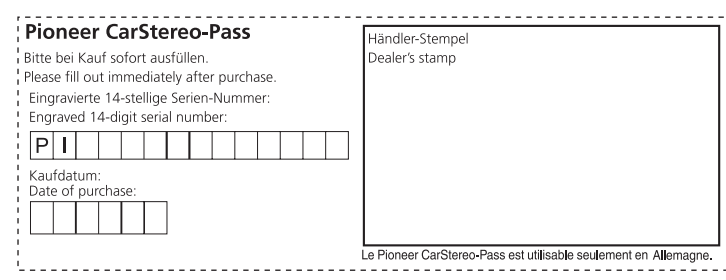 Pioneer CarStereo-Pass
Bitte bei Kauf sofort ausfüllen.
Please fill out immediately after purchase.
Eingravierte 14-stellige Serien-Nummer:
Engraved 14-digit serial number:
P I
Kaufdatum:
Date of purchase:
Händler-Stempel
Dealer's stamp
Le Pioneer CarStereo-Pass est utilisable seulement en Allemagne.